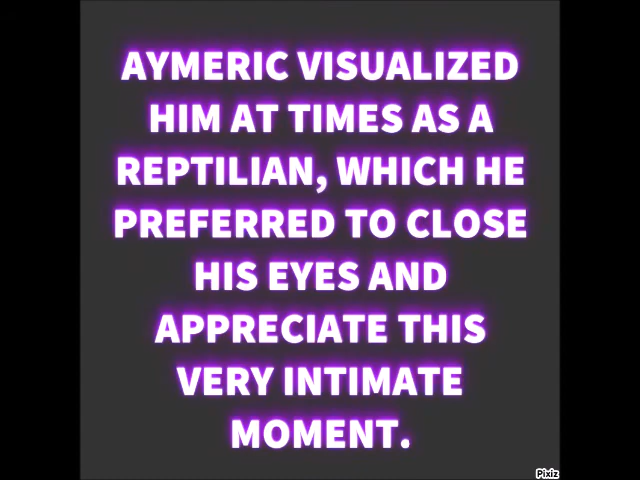 AYMERIC VISUALIZED
HIM AT TIMES AS A
REPTILIAN, WHICH HE
PREFERRED TO CLOSE
HIS EYES AND
APPRECIATE THIS
VERY INTIMATE
MOMENT.
Pixiz